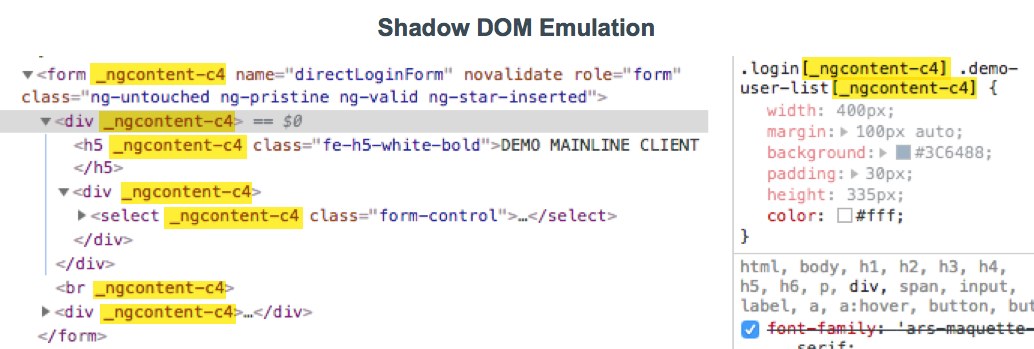 Shadow DOM Emulation
▼<form _ngcontent-c4 name="directLoginForm" novalidate role="form"
class="ng-untouched ng-pristine ng-valid ng-star-inserted">
▼<div _ngcontent-c4> == $0
<h5 _ngcontent-c4 class="fe-h5-white-bold">DEMO MAINLINE CLIENT
</h5>
▼<div _ngcontent-c4>
▶<select _ngcontent-c4 class="form-control">…</select>
</div>
</div>
<br _ngcontent-c4>
▶<div _ngcontent-c4>…</div>
</form>
.login[_ngcontent-c4] .demo-
user-list[_ngcontent-c4] {
width: 400px;
margin:▶100px auto;
background:▶#3C6488;
padding:▶30px;
height: 335px;
color: #fff;
}
html, body, h1, h2, h3, h4,
h5, h6, p, div, span, input,
label, a, a:hover, button, but
font-family: 'ars-maquette-
serif;